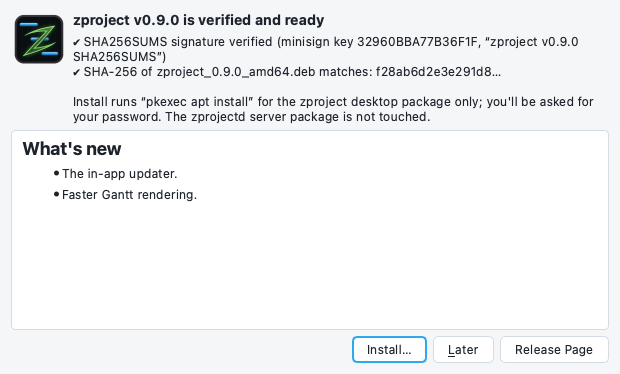 zproject v0.9.0 is verified and ready
✔ SHA256SUMS signature verified (minisign key 32960BBA77B36F1F, “zproject v0.9.0
SHA256SUMS”)
✔ SHA-256 of zproject_0.9.0_amd64.deb matches: f28ab6d2e3e291d8…
Install runs “pkexec apt install” for the zproject desktop package only; you'll be asked for
your password. The zprojectd server package is not touched.
What's new
• The in-app updater.
• Faster Gantt rendering.
Install...
Later
Release Page